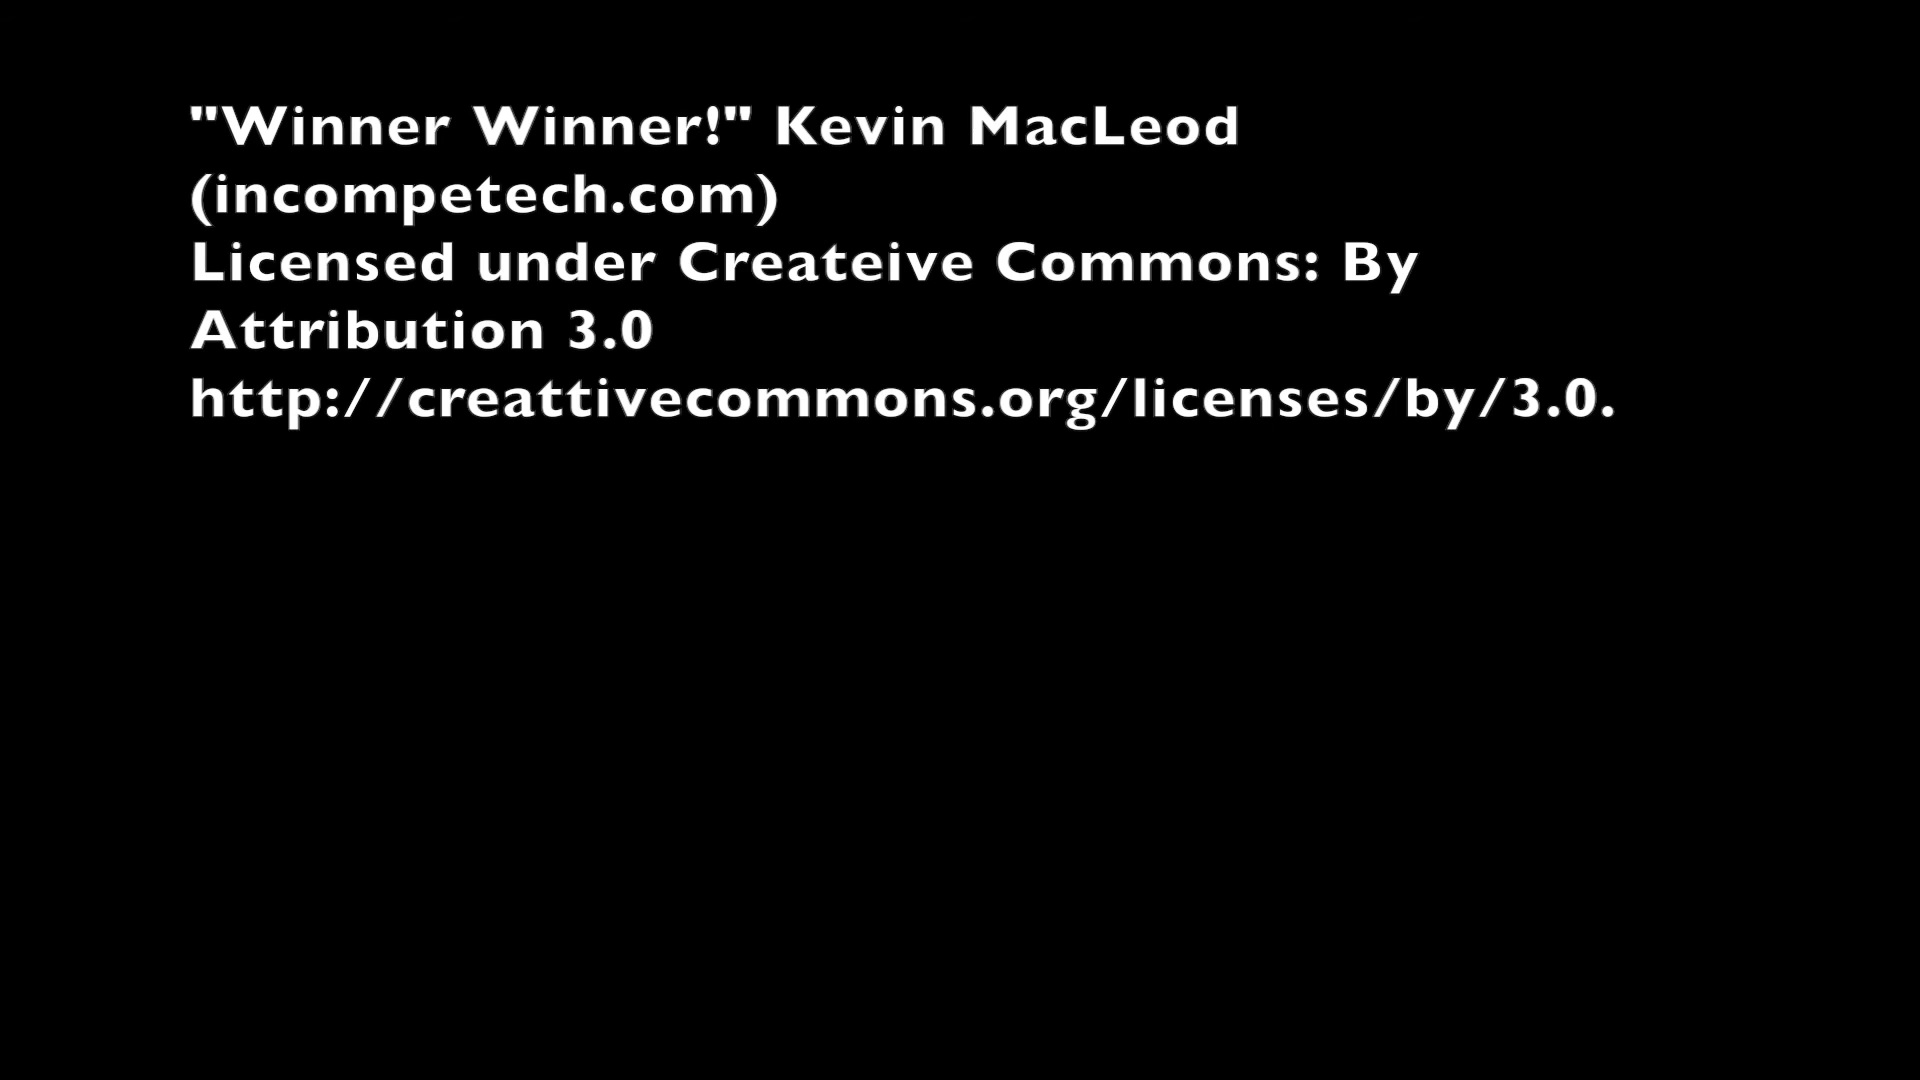 "Winner Winner!" Kevin MacLeod
(incompetech.com)
Licensed under Createive Commons: By
Attribution 3.0
http://creattivecommons.org/licenses/by/3.0.